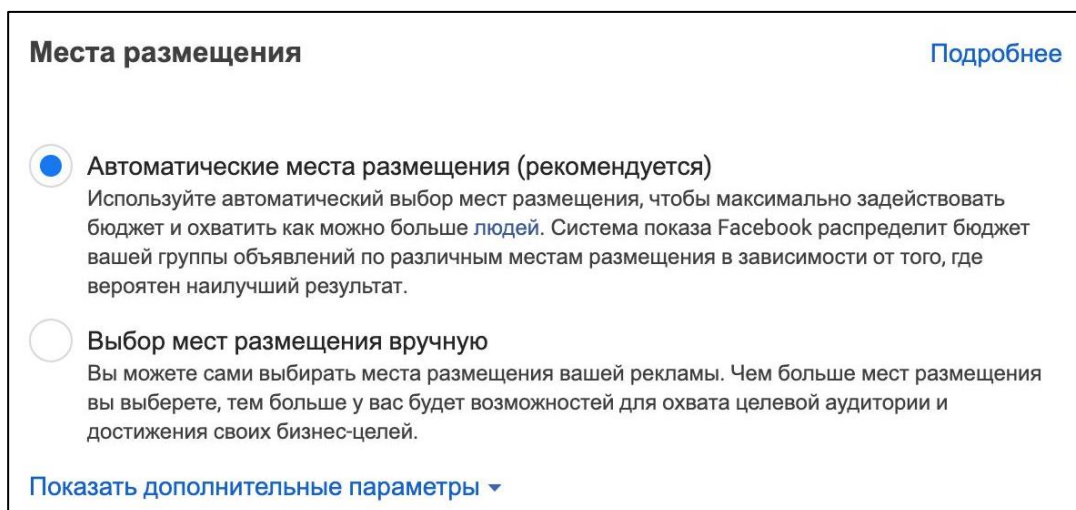 Места размещения
Подробнее
Автоматические места размещения (рекомендуется)
Используйте автоматический выбор мест размещения, чтобы максимально задействовать
бюджет и охватить как можно больше людей. Система показа Facebook распределит бюджет
вашей группы объявлений по различным местам размещения в зависимости от того, где
вероятен наилучший результат.
Выбор мест размещения вручную
Вы можете сами выбирать места размещения вашей рекламы. Чем больше мест размещения
вы выберете, тем больше у вас будет возможностей для охвата целевой аудитории и
достижения своих бизнес-целей.
Показать дополнительные параметры